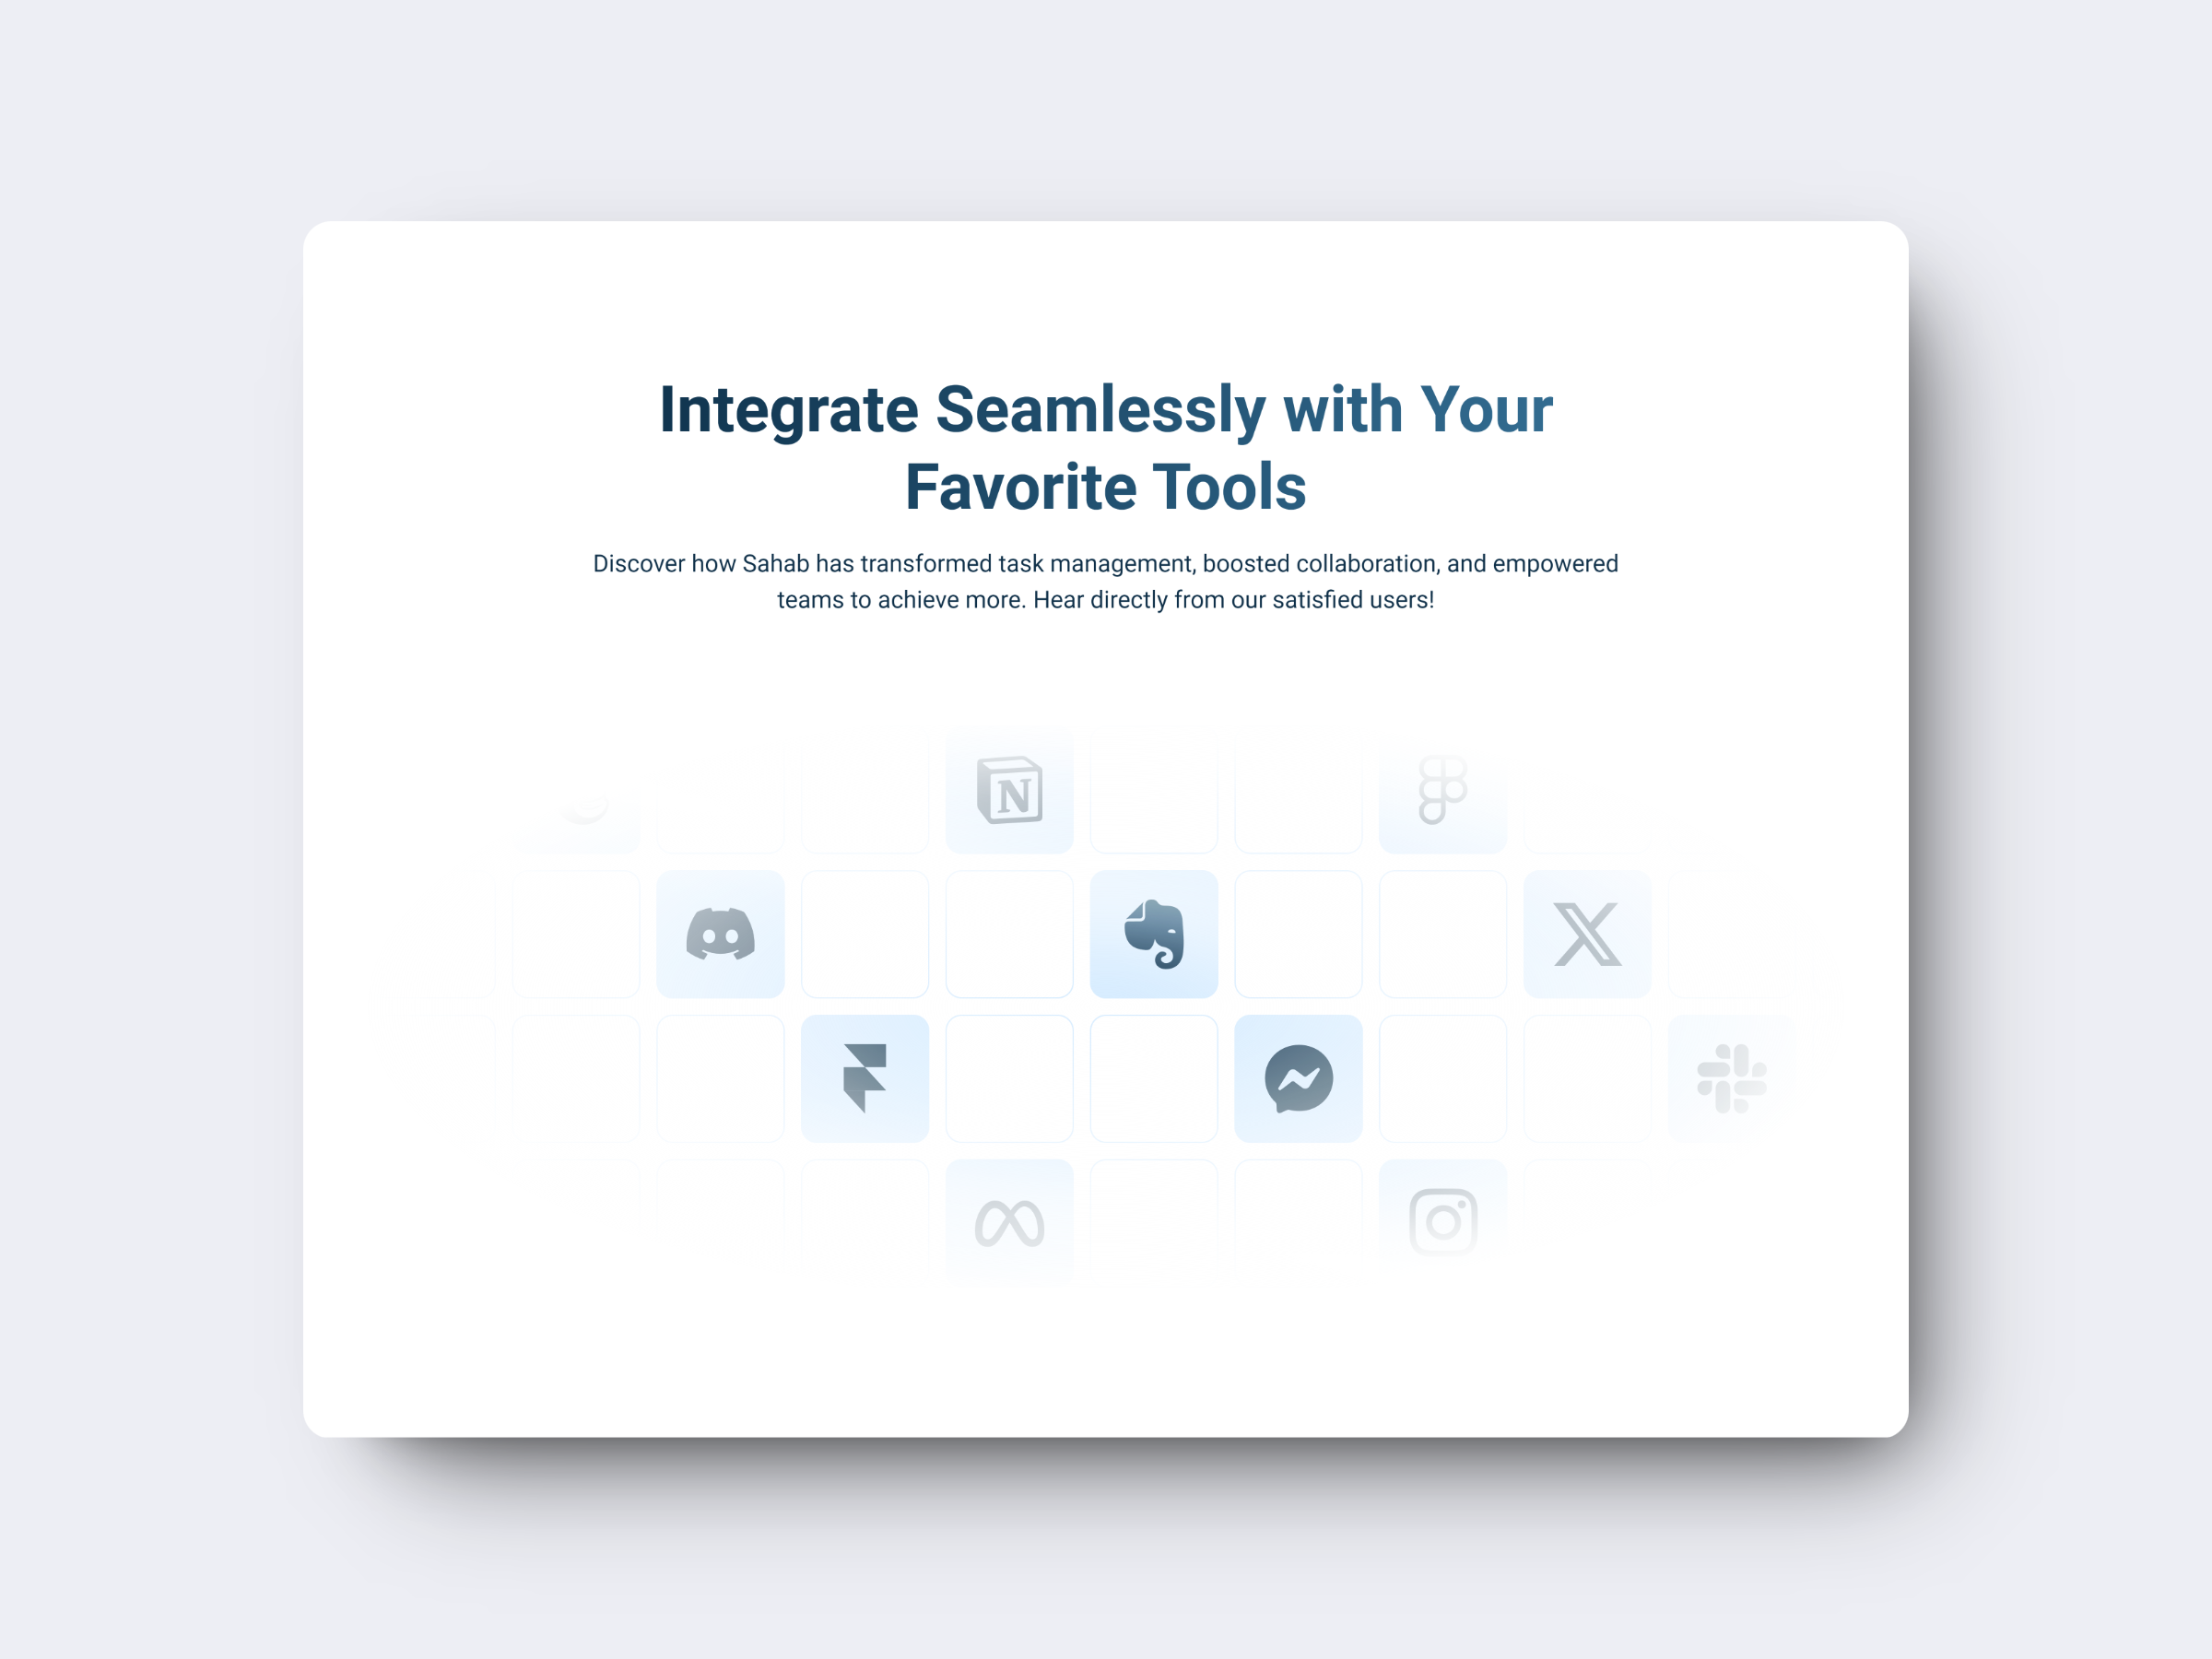 Integrate Seamlessly with Your
Favorite Tools
Discover how Sahab has transformed task management, boosted collaboration, and empowered
teams to achieve more. Hear directly from our satisfied users!
N